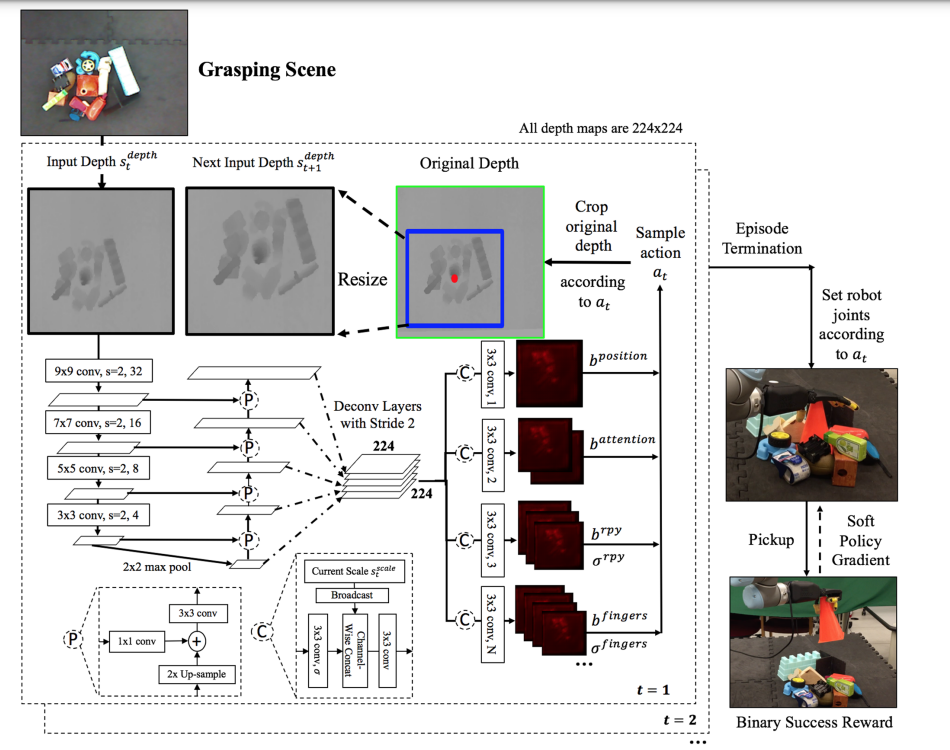 Grasping Scene
All depth maps are 224x224
Input Depth $s_t^{depth}$
Next Input Depth $s_{t+1}^{depth}$
Original Depth
Resize
Crop
original
depth
according
to $a_t$
Sample
action
$a_t$
Episode
Termination
Set robot
joints
according
to $a_t$
9x9 conv, s=2, 32
7x7 conv, s=2, 16
5x5 conv, s=2, 8
3x3 conv, s=2, 4
2x2 max pool
P
P
P
P
Deconv Layers
with Stride 2
224
224
C
3x3 conv, 1
$b^{position}$
C
3x3 conv, 2
$b^{attention}$
C
3x3 conv, 3
$b^{rpy}$
$σ^{rpy}$
C
3x3 conv, N
$b^{fingers}$
$σ^{fingers}$
...
P
3x3 conv
1x1 conv
+
2x Up-sample
C
Current Scale $s_t^{scale}$
Broadcast
3x3 conv, σ
Channel-
Wise Concat
3x3 conv
t = 1
t = 2
...
Pickup
Soft
Policy
Gradient
Binary Success Reward